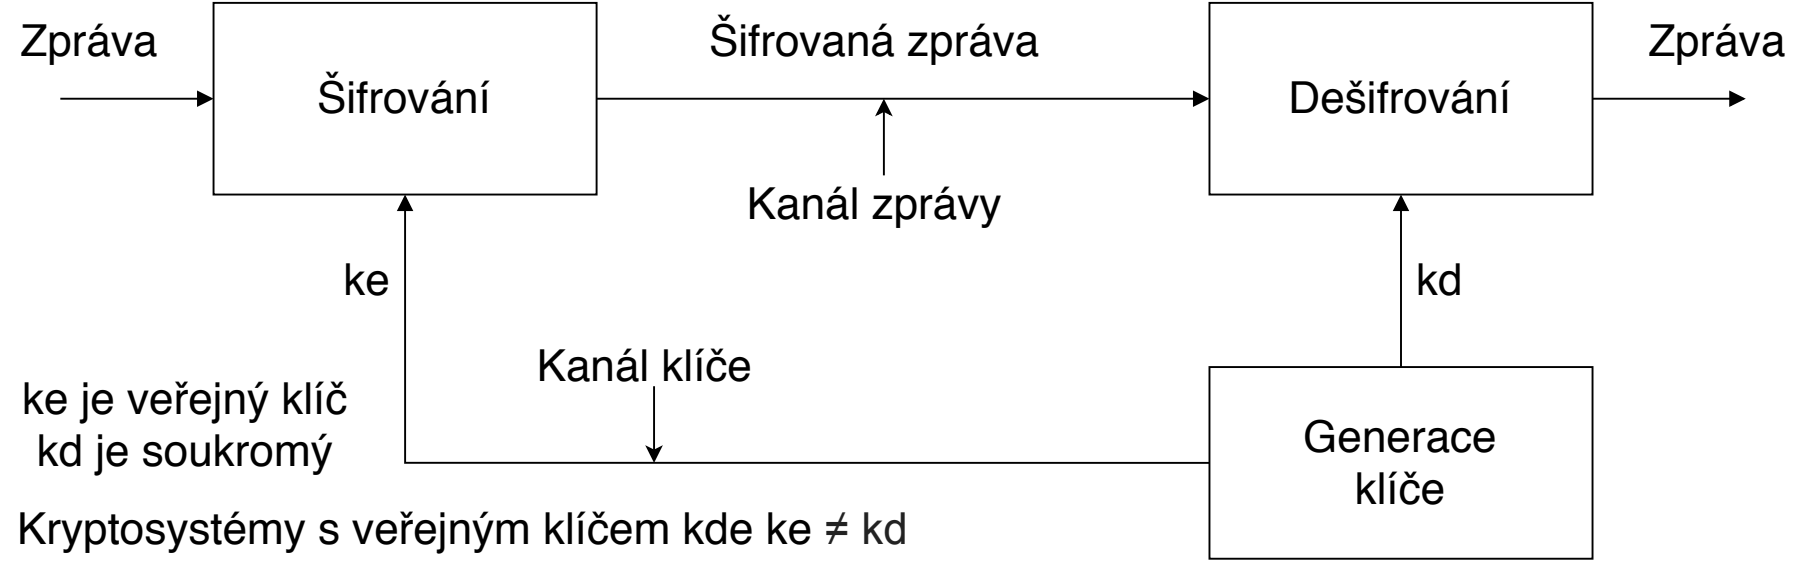 Zpráva
Šifrování
Šifrovaná zpráva
Dešifrování
Zpráva
Kanál zprávy
ke
kd
Kanál klíče
ke je veřejný klíč
kd je soukromý
Generace
klíče
Kryptosystémy s veřejným klíčem kde ke ≠ kd